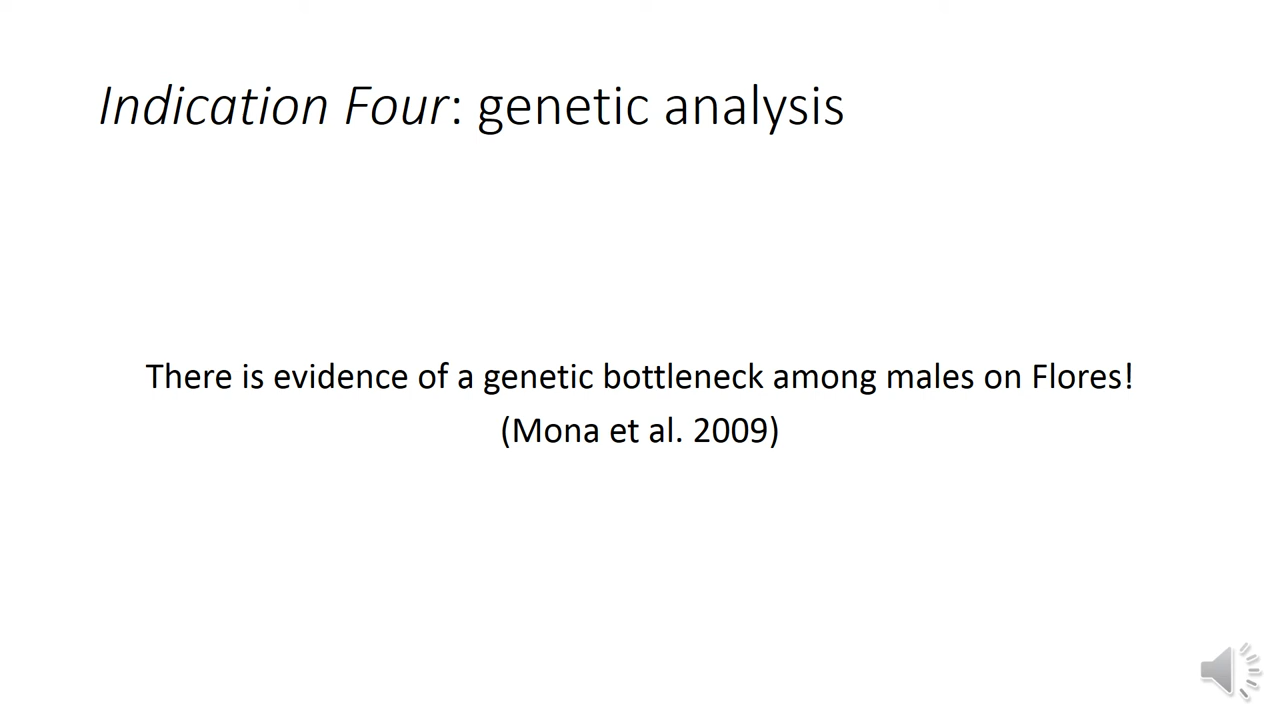 Indication Four: genetic analysis
There is evidence of a genetic bottleneck among males on Flores!
(Mona et al. 2009)